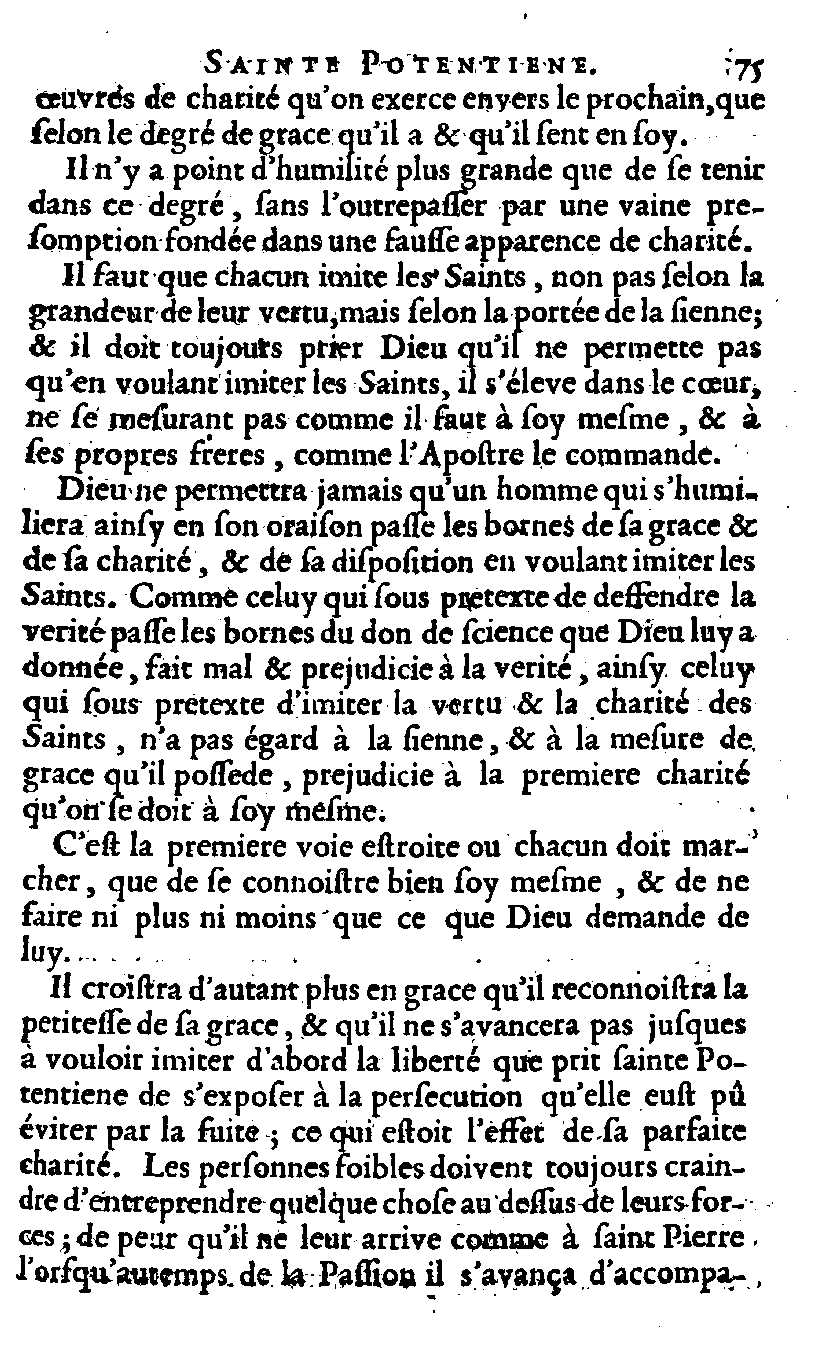 SAINTE POTENTIENE. 75
œuvres de charité qu'on exerce envers le prochain, que
ſelon le degré de grace qu'il a & qu'il ſent en ſoy.
Il n'y a point d'humilité plus grande que de ſe tenir
dans ce degré, ſans l'outrepaſſer par une vaine pre-
ſomption fondée dans une fauſſe apparence de charité.
Il faut que chacun imite les Saints, non pas ſelon la
grandeur de leur vertu, mais ſelon la portée de la ſienne;
& il doit toujours prier Dieu qu'il ne permette pas
qu'en voulant imiter les Saints, il s'éleve dans le cœur,
ne ſe meſurant pas comme il faut à ſoy meſme, & à
ſes propres freres, comme l'Apoſtre le commande.
Dieu ne permettra jamais qu'un homme qui s'humi-
liera ainſy en ſon oraiſon paſſe les bornes de ſa grace &
de ſa charité, & de ſa diſpoſition en voulant imiter les
Saints. Comme celuy qui ſous pretexte de deffendre la
verité paſſe les bornes du don de ſcience que Dieu luy a
donnée, fait mal & prejudicie à la verité, ainſy celuy
qui ſous pretexte d'imiter la vertu & la charité des
Saints, n'a pas égard à la ſienne, & à la meſure de
grace qu'il poſſede, prejudicie à la premiere charité
qu'on ſe doit à ſoy meſme.
C'eſt la premiere voie eſtroite ou chacun doit mar-
cher, que de ſe connoiſtre bien ſoy meſme, & de ne
faire ni plus ni moins que ce que Dieu demande de
luy.
Il croiſtra d'autant plus en grace qu'il reconnoiſtra la
petiteſſe de ſa grace, & qu'il ne s'avancera pas juſques
à vouloir imiter d'abord la liberté que prit ſainte Po-
tentiene de s'expoſer à la perſecution qu'elle euſt pû
éviter par la fuite; ce qui eſtoit l'effet de ſa parfaite
charité. Les perſonnes foibles doivent toujours crain-
dre d'entreprendre quelque choſe au deſſus de leurs for-
ces; de peur qu'il ne leur arrive comme à ſaint Pierre,
l'orſqu'au temps de la Paſſion il s'avança d'accompa-